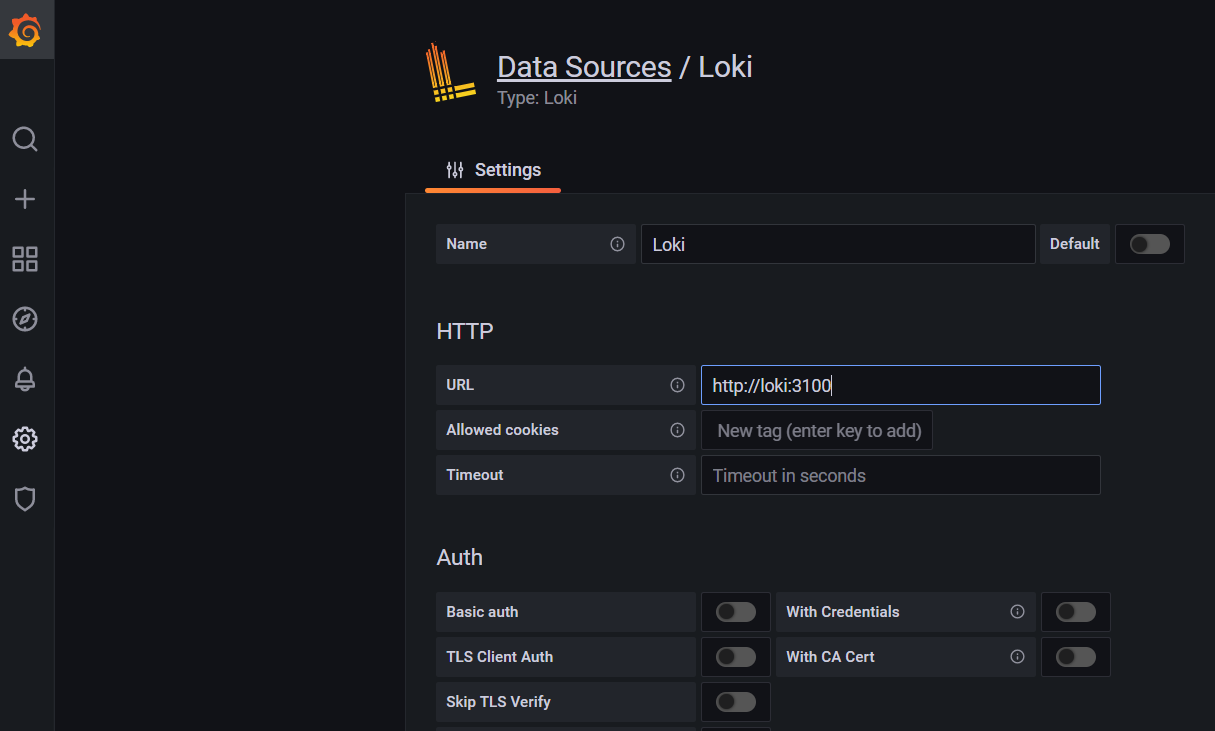 Data Sources / Loki
Type: Loki
Settings
Name Loki Default
HTTP
URL http://loki:3100
Allowed cookies New tag (enter key to add)
Timeout Timeout in seconds
Auth
Basic auth With Credentials
TLS Client Auth With CA Cert
Skip TLS Verify